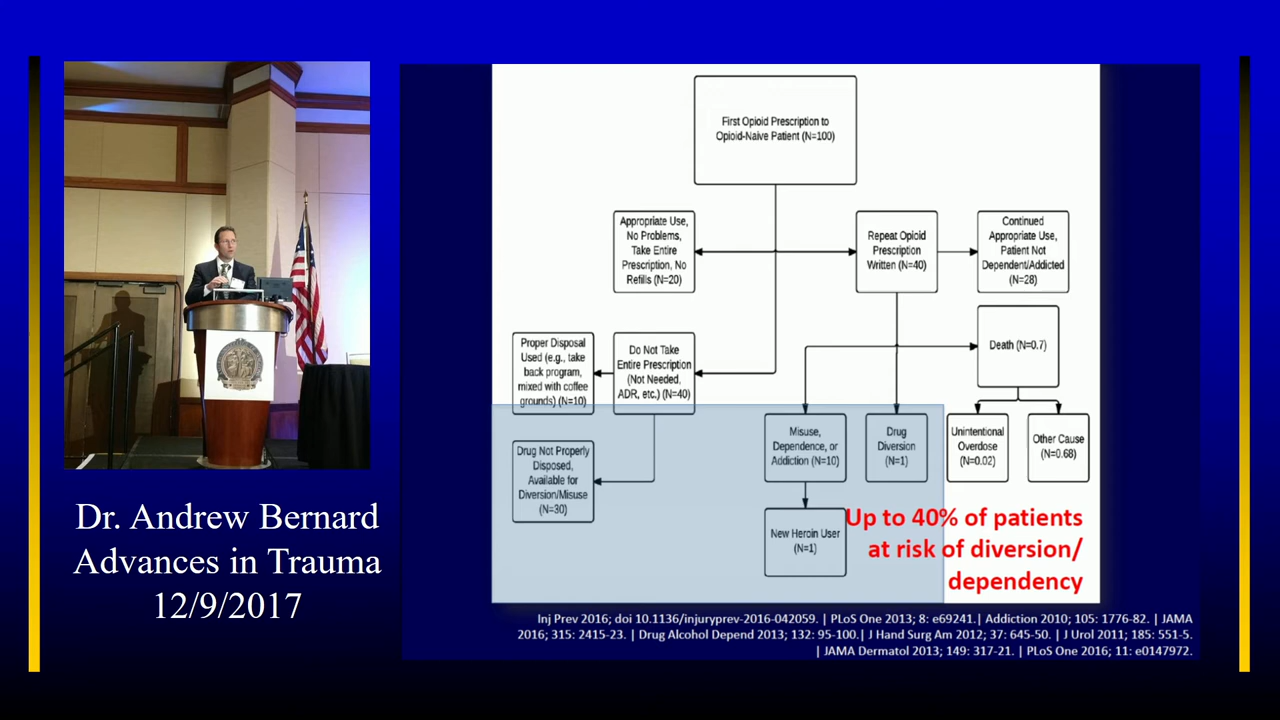 First Opioid Prescription to
Opioid-Naive Patient (N=100)
Appropriate Use,
No Problems,
Take Entire
Prescription, No
Refills (N=20)
Repeat Opioid
Prescription
Written (N=40)
Continued
Appropriate Use,
Patient Not
Dependent/Addicted
(N=28)
Proper Disposal
Used (e.g., take
back program,
mixed with coffee
grounds) (N=10)
Do Not Take
Entire Prescription
(Not Needed,
ADR, etc.) (N=40)
Death (N=0.7)
Drug Not Properly
Disposed,
Available for
Diversion/Misuse
(N=30)
Misuse,
Dependence, or
Addiction (N=10)
Drug
Diversion
(N=1)
Unintentional
Overdose
(N=0.02)
Other Cause
(N=0.68)
New Heroin User
(N=1)
Up to 40% of patients
at risk of diversion/
dependency
Inj Prev 2016; doi 10.1136/injuryprev-2016-042059. | PLoS One 2013; 8: e69241.| Addiction 2010; 105: 1776-82. | JAMA
2016; 315: 2415-23. | Drug Alcohol Depend 2013; 132: 95-100.| J Hand Surg Am 2012; 37: 645-50. | J Urol 2011; 185: 551-5.
| JAMA Dermatol 2013; 149: 317-21. | PLoS One 2016; 11: e0147972.
Dr. Andrew Bernard
Advances in Trauma
12/9/2017